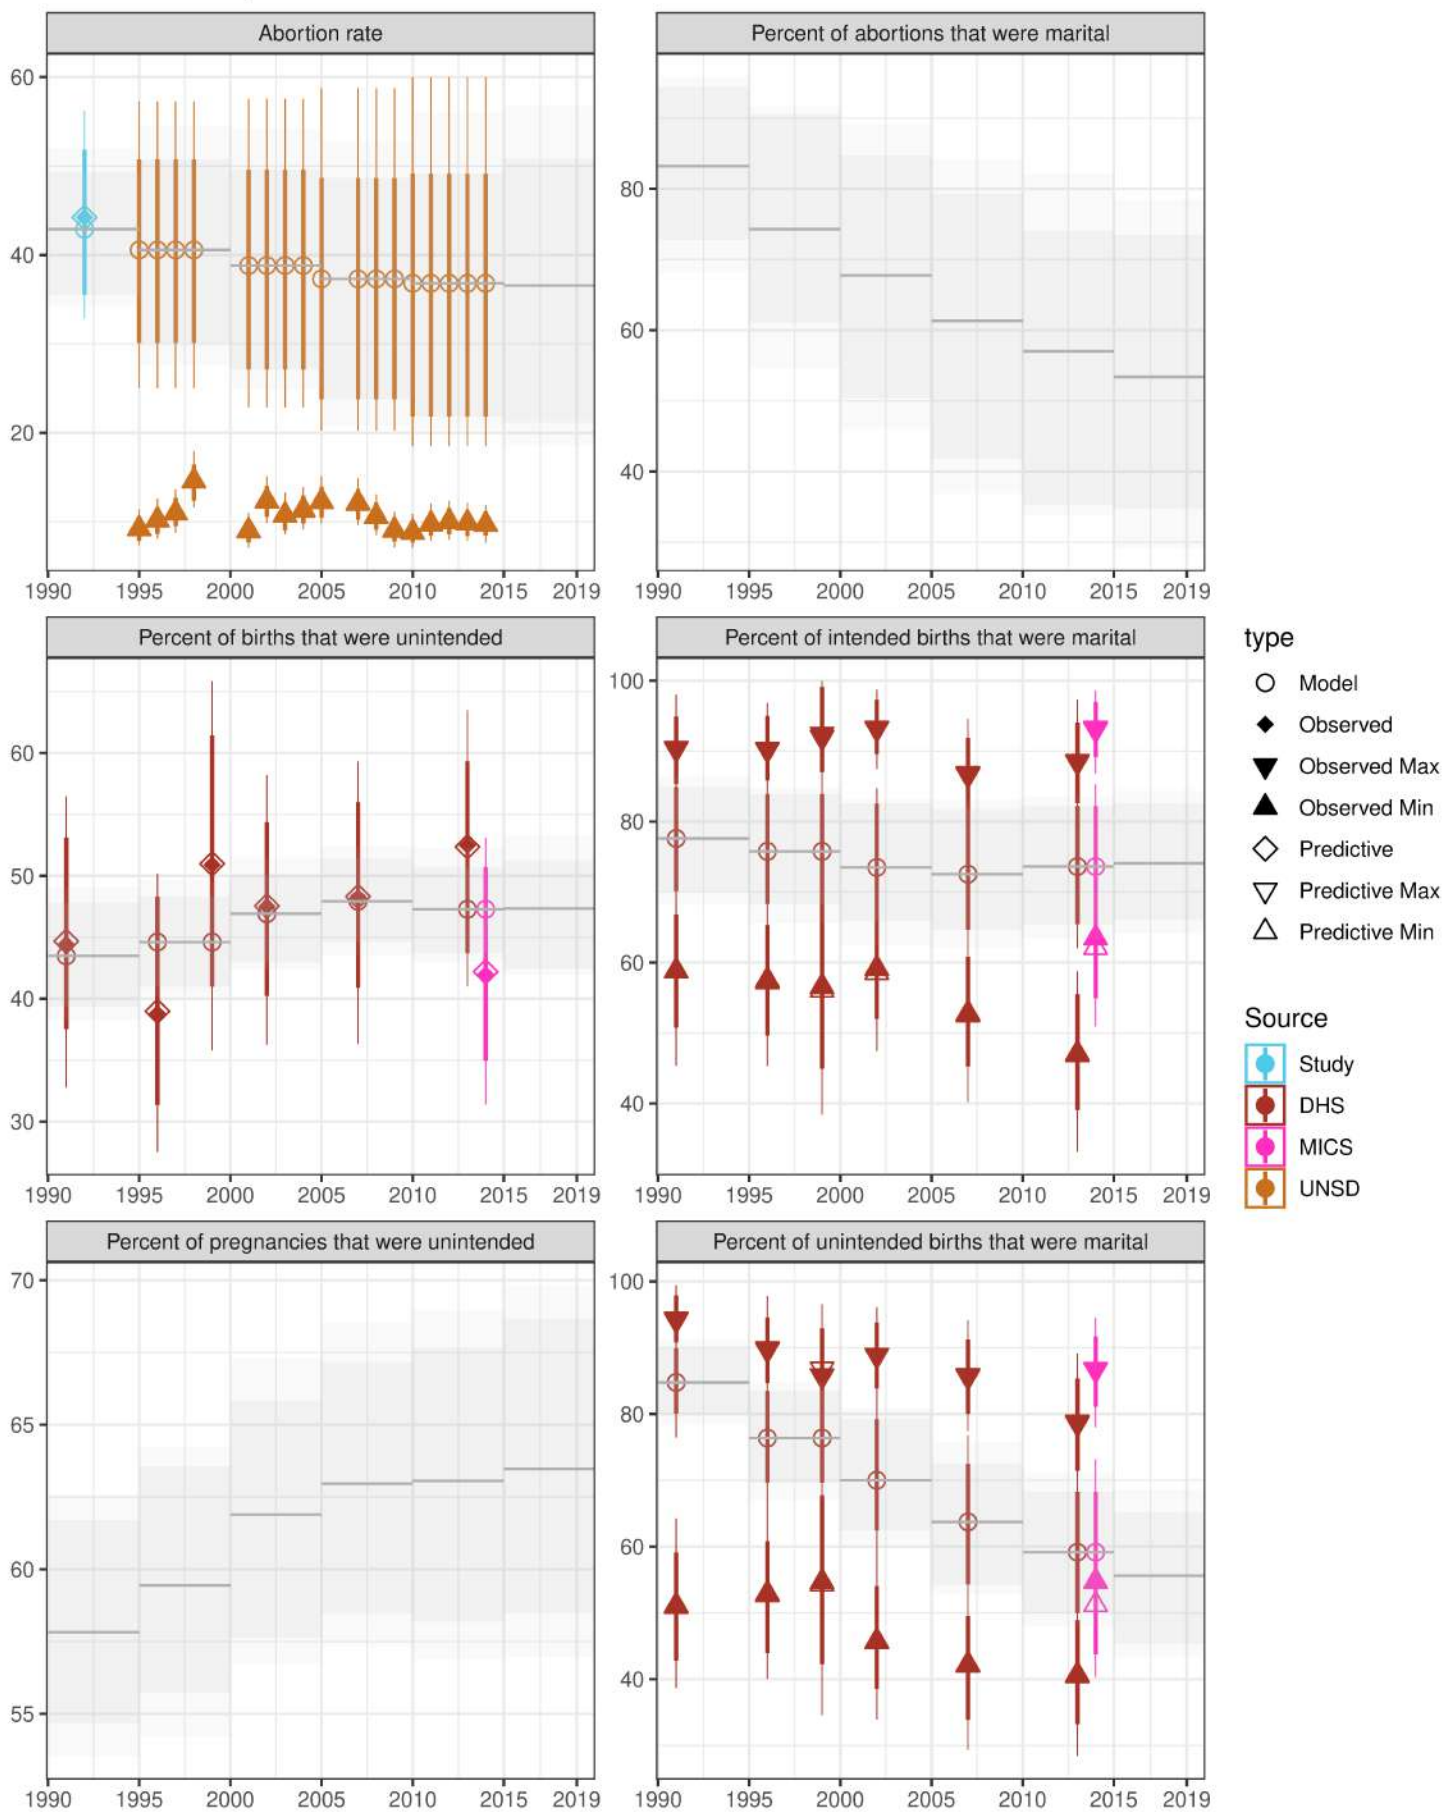 Abortion rate
Percent of abortions that were marital
60
40
20
80
60
40
1990 1995 2000 2005 2010 2015 2019
1990 1995 2000 2005 2010 2015 2019
Percent of births that were unintended
Percent of intended births that were marital
60
50
40
30
100
80
60
40
1990 1995 2000 2005 2010 2015 2019
1990 1995 2000 2005 2010 2015 2019
Percent of pregnancies that were unintended
Percent of unintended births that were marital
70
65
60
55
100
80
60
40
1990 1995 2000 2005 2010 2015 2019
1990 1995 2000 2005 2010 2015 2019
type
Model
Observed
Observed Max
Observed Min
Predictive
Predictive Max
Predictive Min
Source
Study
DHS
MICS
UNSD